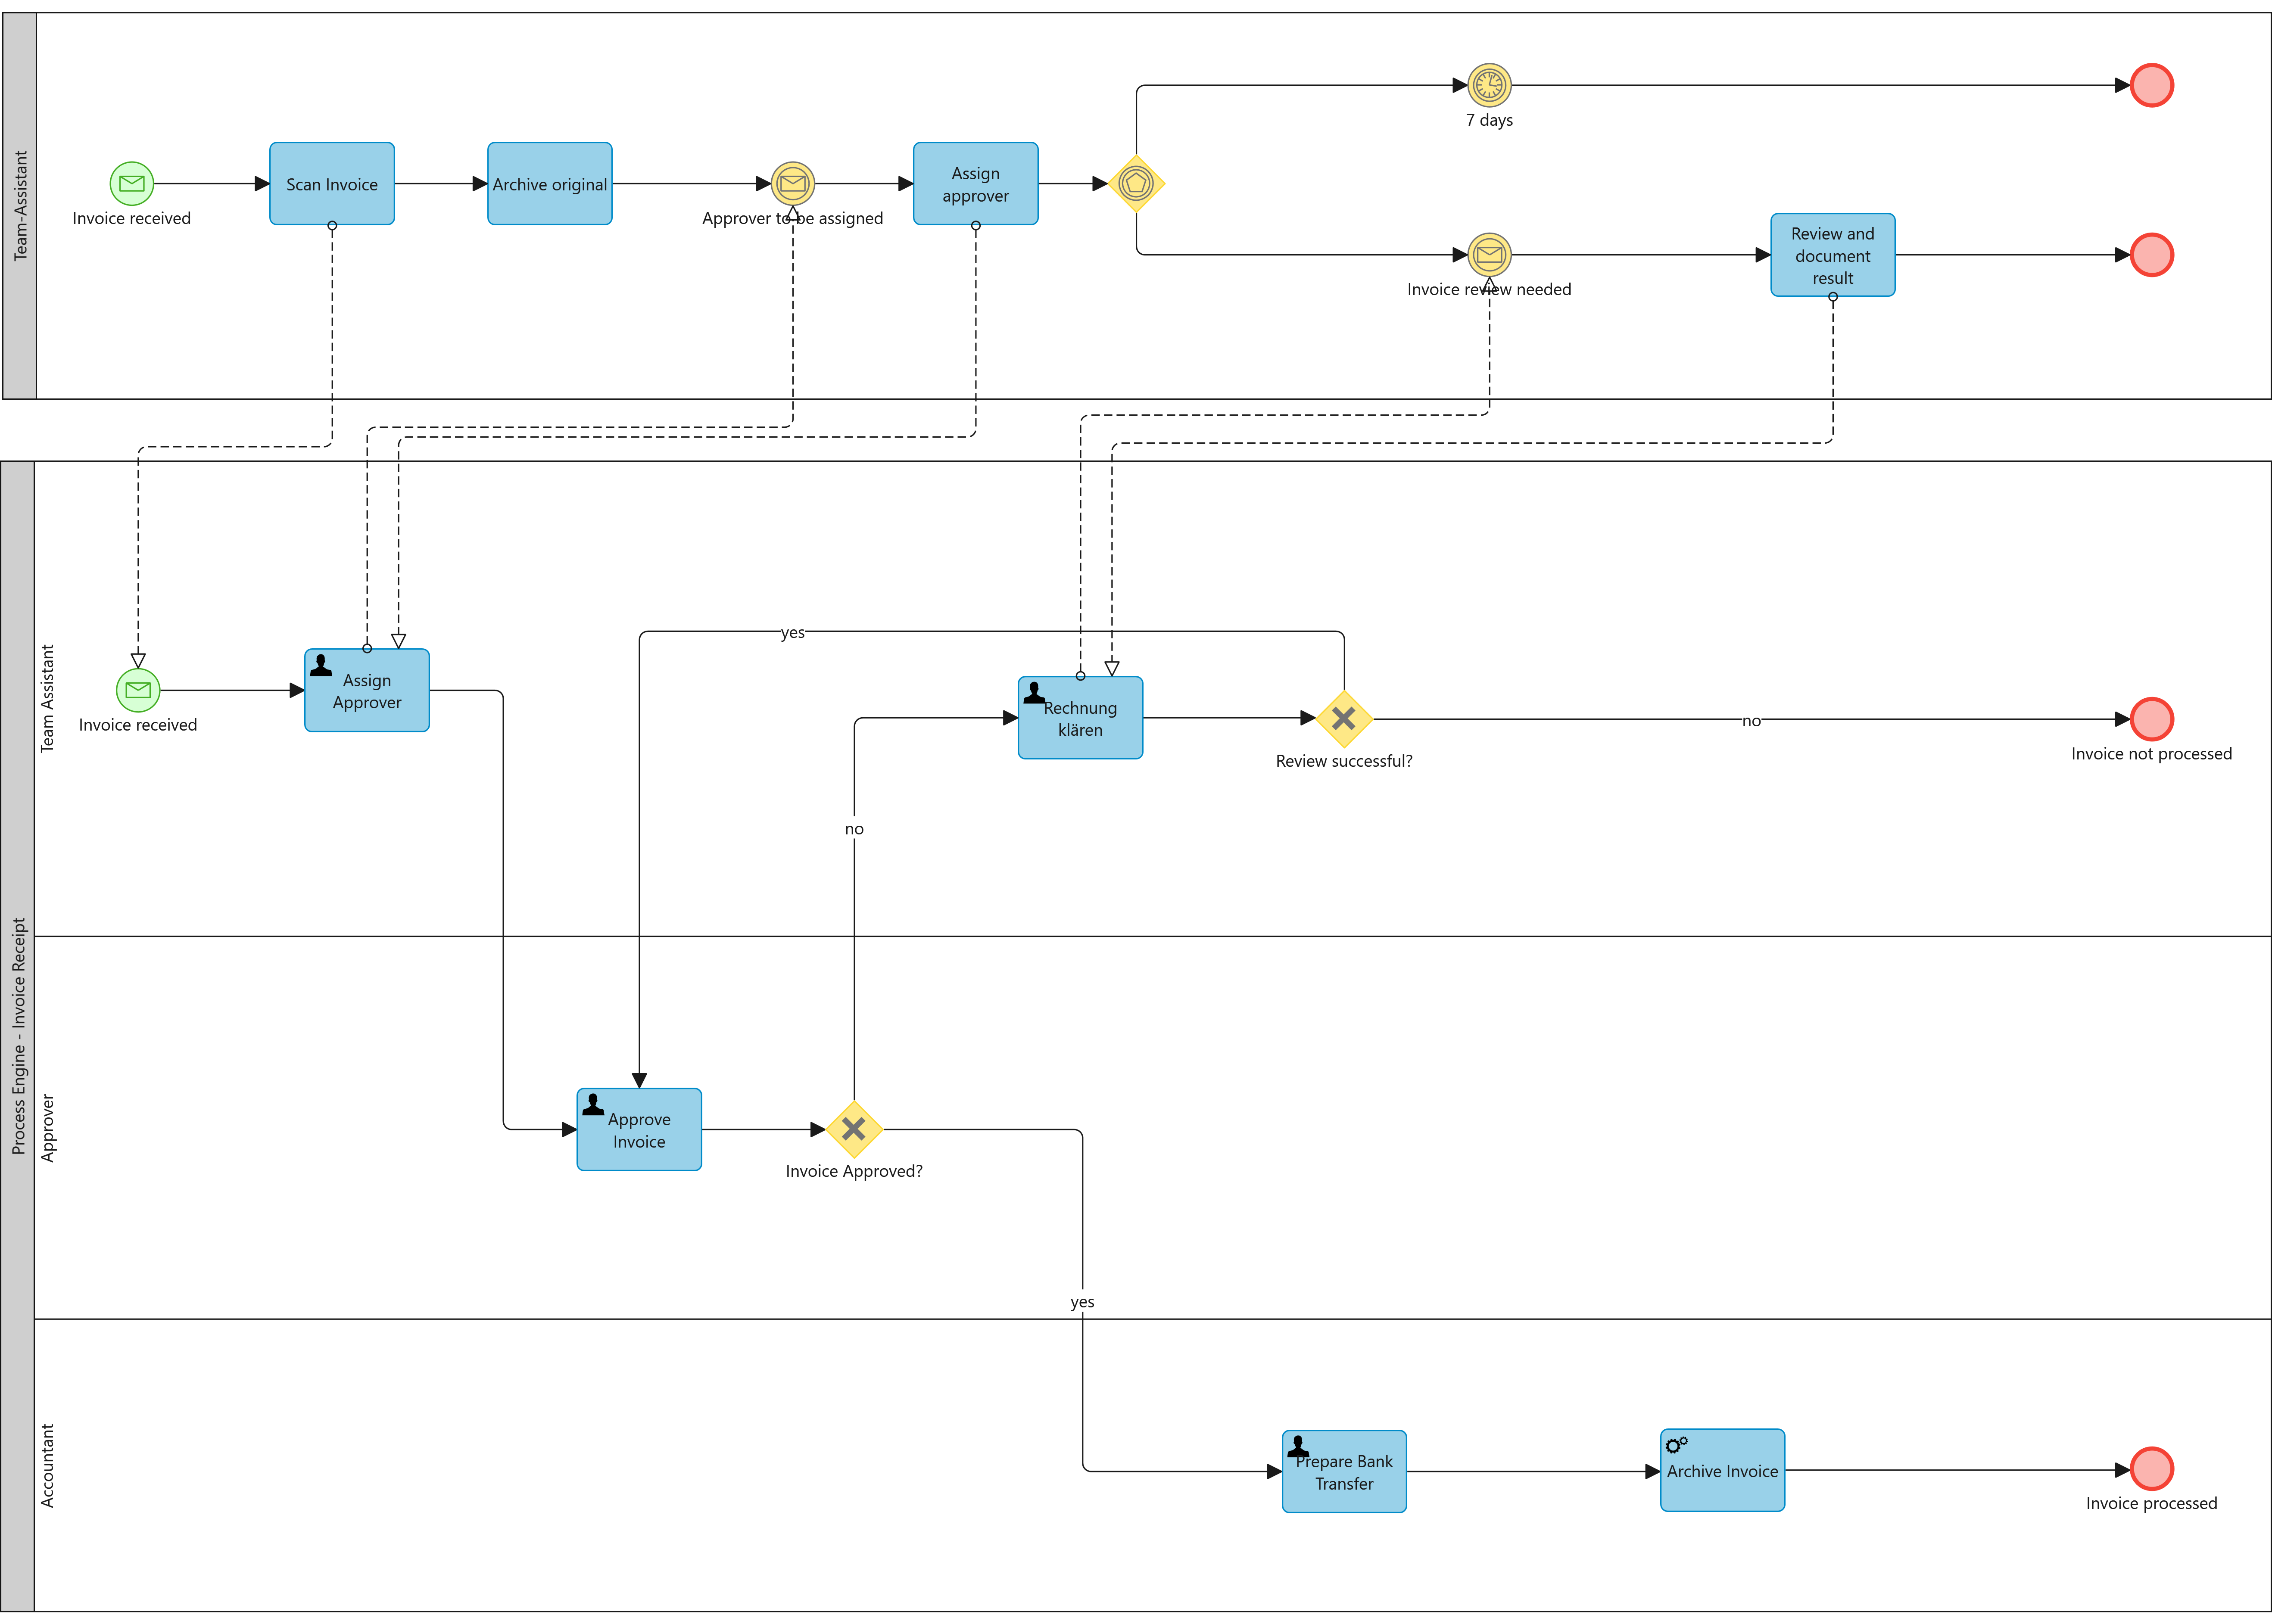 Team-Assistant
7 days
Scan Invoice
Archive original
Assign
approver
Invoice received
Approver to be assigned
Review and
document
result
Invoice review needed
Process Engine - Invoice Receipt
Team Assistant
yes
Assign
Approver
Invoice received
Rechnung
klären
no
Review successful?
Invoice not processed
no
Approver
Approve
Invoice
Invoice Approved?
yes
Accountant
Prepare Bank
Transfer
Archive Invoice
Invoice processed